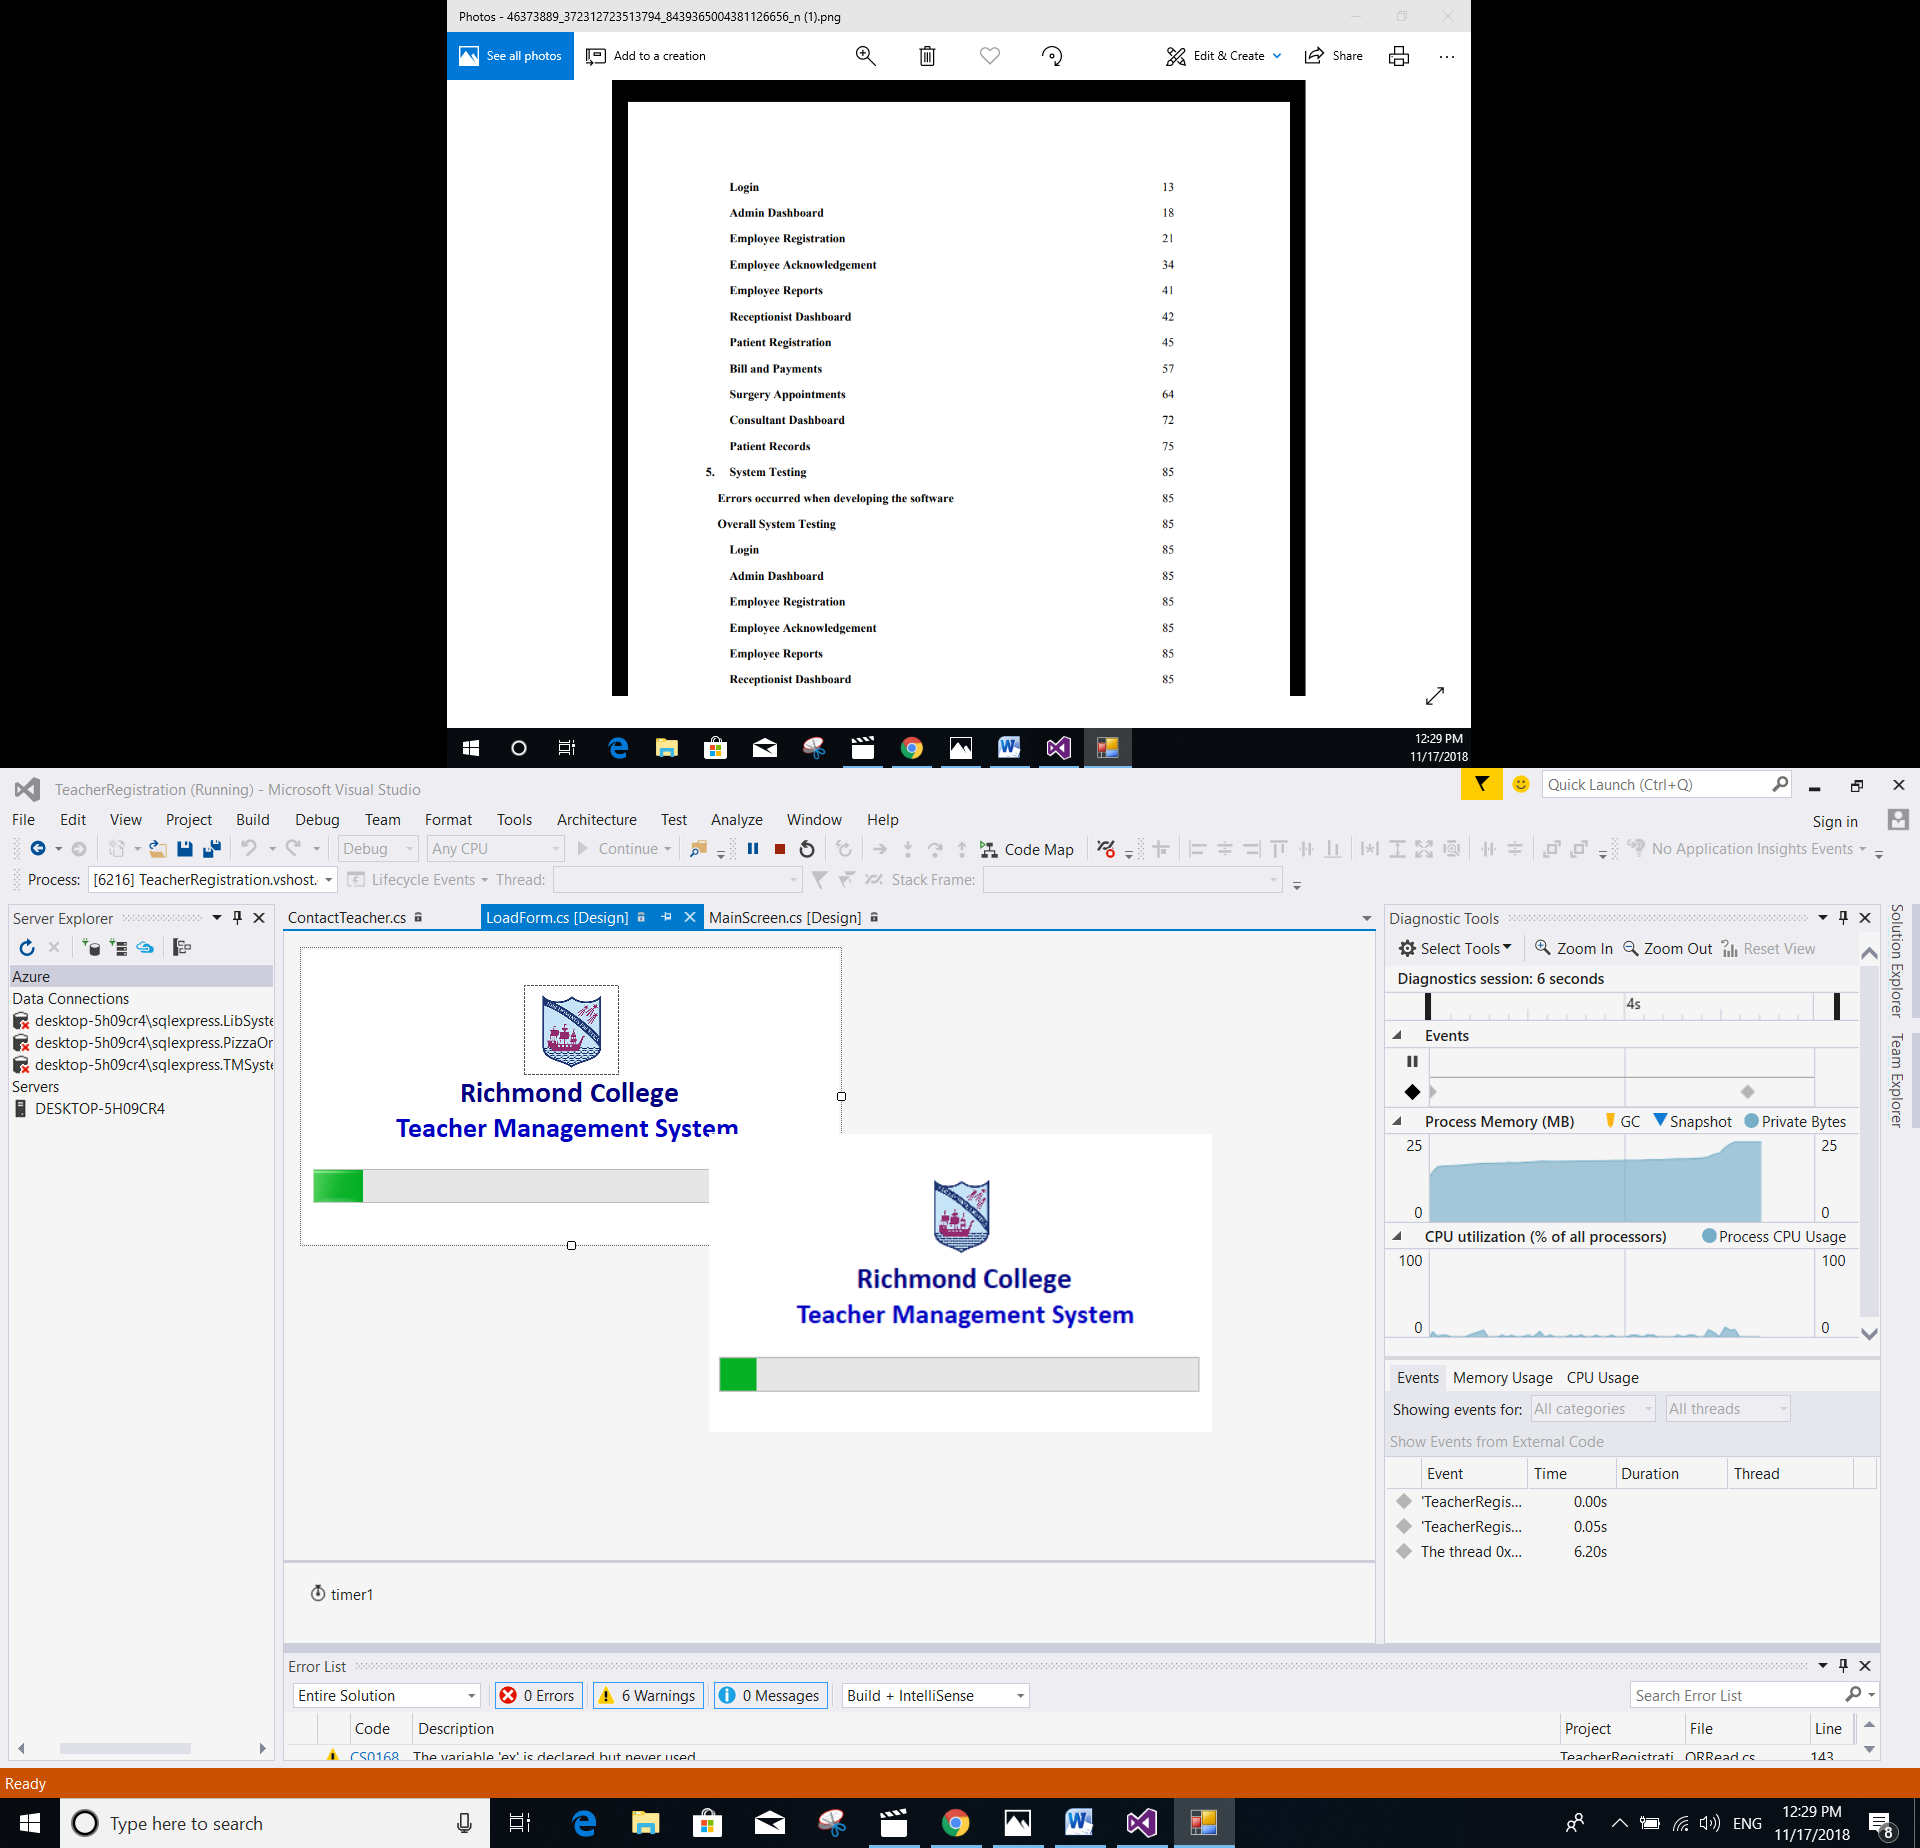 Photos - 46373889_372312723513794_8439365004381126656_n (1).png
See all photos
Add to a creation
Edit & Create
Share
Login 13
Admin Dashboard 18
Employee Registration 21
Employee Acknowledgement 34
Employee Reports 41
Receptionist Dashboard 42
Patient Registration 45
Bill and Payments 57
Surgery Appointments 64
Consultant Dashboard 72
Patient Records 75
5. System Testing 85
Errors occurred when developing the software 85
Overall System Testing 85
Login 85
Admin Dashboard 85
Employee Registration 85
Employee Acknowledgement 85
Employee Reports 85
Receptionist Dashboard 85
12:29 PM
11/17/2018
TeacherRegistration (Running) - Microsoft Visual Studio
Quick Launch (Ctrl+Q)
File Edit View Project Build Debug Team Format Tools Architecture Test Analyze Window Help
Sign in
Debug Any CPU Continue Code Map No Application Insights Events
Process: [6216] TeacherRegistration.vshost. Lifecycle Events Thread: Stack Frame:
Server Explorer
Azure
Data Connections
desktop-5h09cr4\sqlexpress.LibSyste
desktop-5h09cr4\sqlexpress.PizzaOr
desktop-5h09cr4\sqlexpress.TMSyste
Servers
DESKTOP-5H09CR4
ContactTeacher.cs LoadForm.cs [Design] MainScreen.cs [Design]
Richmond College
Teacher Management System
Richmond College
Teacher Management System
timer1
Diagnostic Tools
Select Tools Zoom In Zoom Out Reset View
Diagnostics session: 6 seconds
4s
Events
Process Memory (MB) GC Snapshot Private Bytes
25 25
0 0
CPU utilization (% of all processors) Process CPU Usage
100 100
0 0
Events Memory Usage CPU Usage
Showing events for: All categories All threads
Show Events from External Code
Event Time Duration Thread
'TeacherRegis... 0.00s
'TeacherRegis... 0.05s
The thread 0x... 6.20s
Solution Explorer
Team Explorer
Error List
Entire Solution 0 Errors 6 Warnings 0 Messages Build + IntelliSense Search Error List
Code Description Project File Line
CS0168 The variable 'ex' is declared but never used TeacherRegistrati QRRead.cs 143
Ready
Type here to search
ENG
12:29 PM
11/17/2018
8